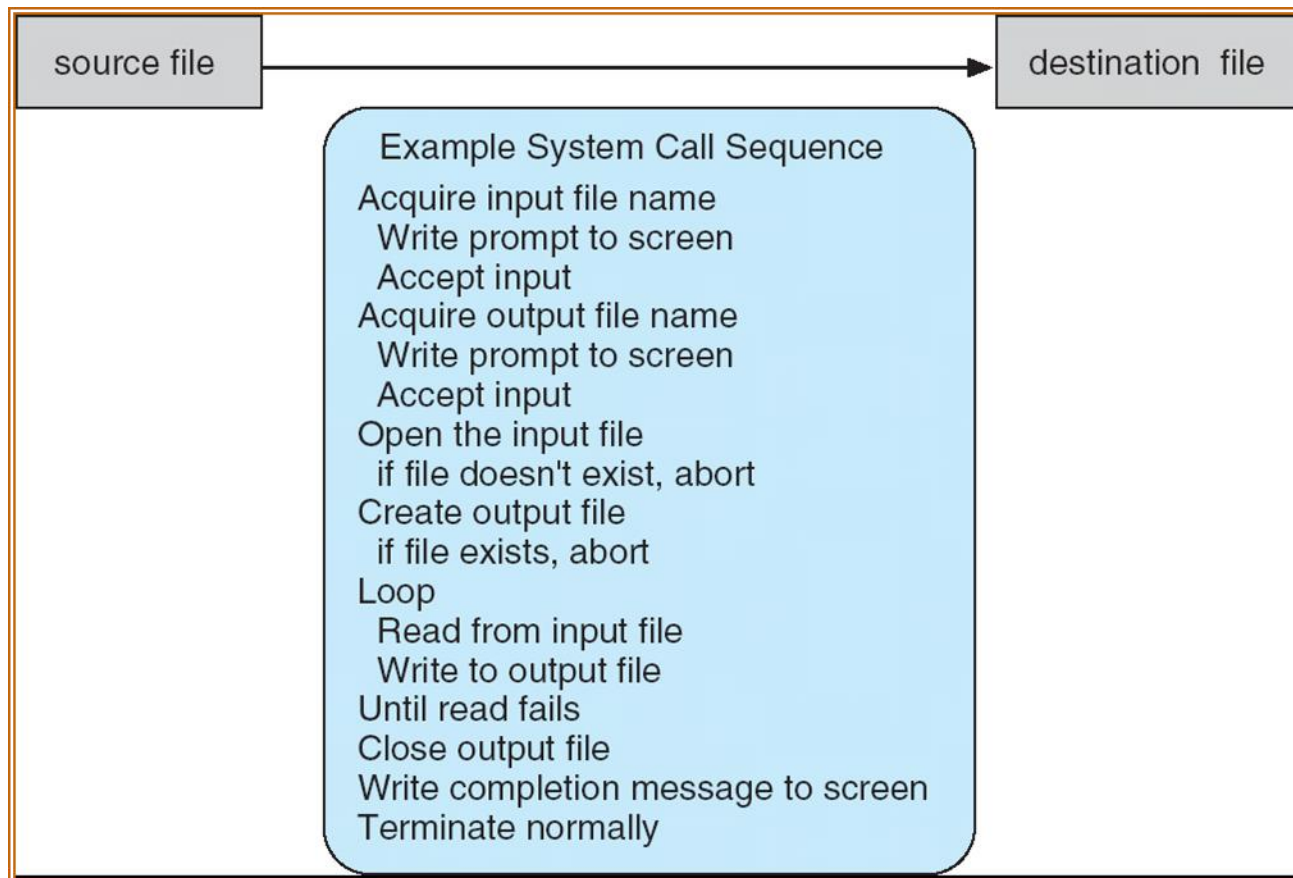 source file
destination file
Example System Call Sequence
Acquire input file name
Write prompt to screen
Accept input
Acquire output file name
Write prompt to screen
Accept input
Open the input file
if file doesn't exist, abort
Create output file
if file exists, abort
Loop
Read from input file
Write to output file
Until read fails
Close output file
Write completion message to screen
Terminate normally